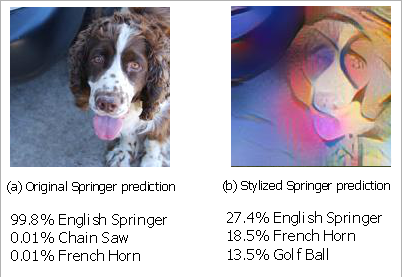 (a) Original Springer prediction
99.8% English Springer
0.01% Chain Saw
0.01% French Horn
(b) Stylized Springer prediction
27.4% English Springer
18.5% French Horn
13.5% Golf Ball